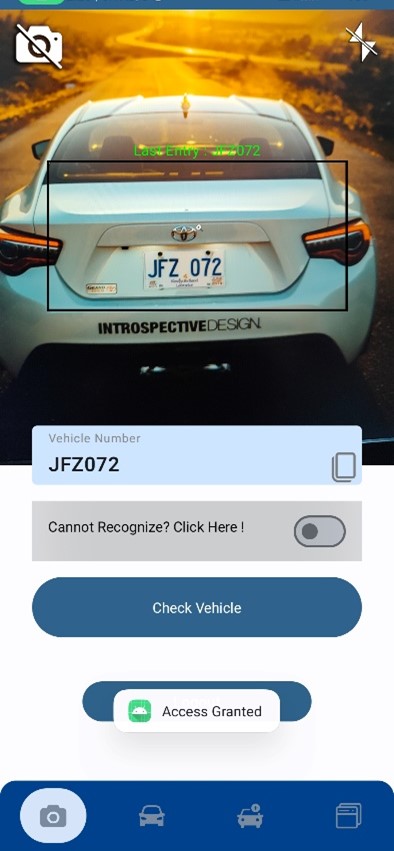 Last Entry : JFZ072
JFZ 072
INTROSPECTIVEDESIGN.
Vehicle Number
JFZ072
Cannot Recognize? Click Here !
Check Vehicle
Access Granted